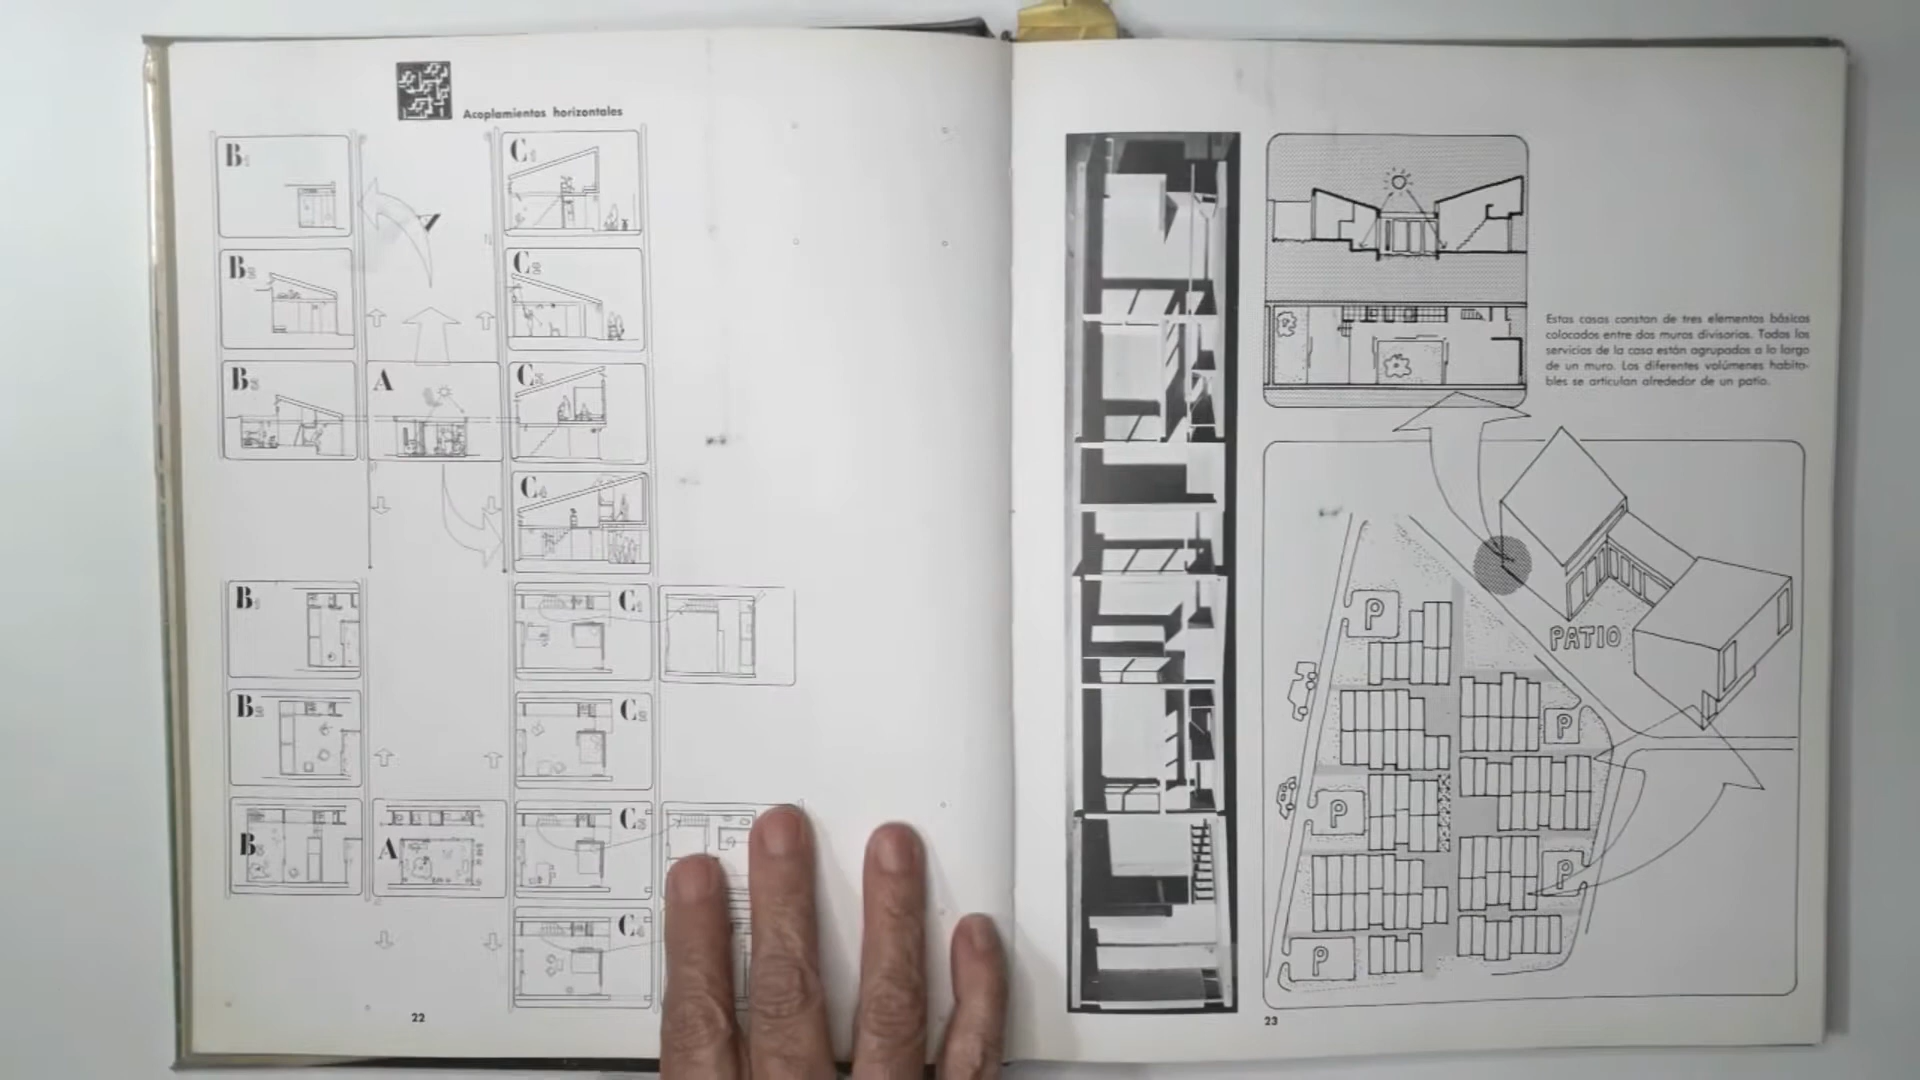 Acoplamientos horizontales
B1
C1
B2
C2
B3
A
C3
C4
B1
C1
B2
C2
B3
A
C3
C4
22
Estas casas constan de tres elementos básicos
colocados entre dos muros divisorios. Todos los
servicios de la casa están agrupados a lo largo
de un muro. Los diferentes volúmenes habita-
bles se articulan alrededor de un patio.
PATIO
P
P
P
P
P
23